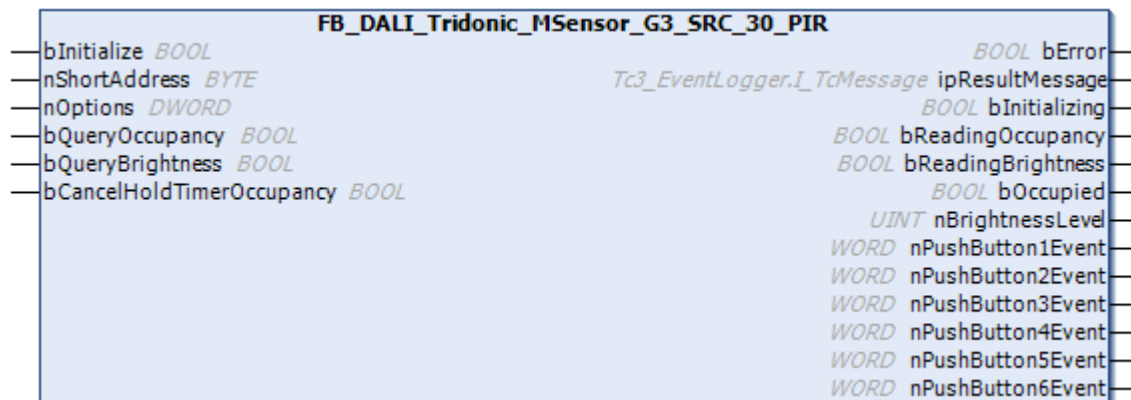 FB_DALI_Tridonic_MSensor_G3_SRC_30_PIR
bInitialize BOOL BOOL bError
nShortAddress BYTE Tc3_EventLogger.I_TcMessage ipResultMessage
nOptions DWORD BOOL bInitializing
bQueryOccupancy BOOL BOOL bReadingOccupancy
bQueryBrightness BOOL BOOL bReadingBrightness
bCancelHoldTimerOccupancy BOOL BOOL bOccupied
UINT nBrightnessLevel
WORD nPushButton1Event
WORD nPushButton2Event
WORD nPushButton3Event
WORD nPushButton4Event
WORD nPushButton5Event
WORD nPushButton6Event